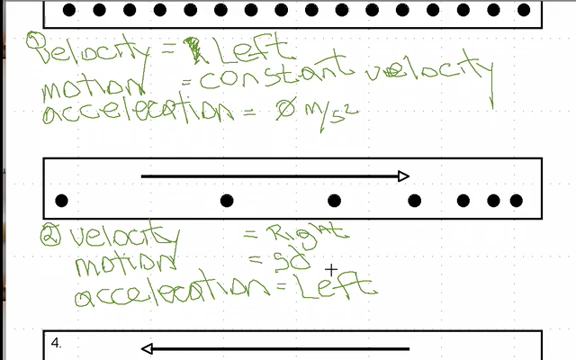 ① velocity = Left
motion = constant velocity
acceleration = 0 m/s²
② velocity = Right
motion = sd
acceleration = Left
4.